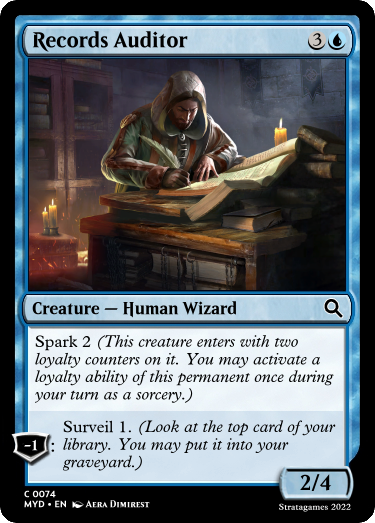 Records Auditor 3
Creature — Human Wizard
Spark 2 (This creature enters with two
loyalty counters on it. You may activate a
loyalty ability of this permanent once during
your turn as a sorcery.)
Surveil 1. (Look at the top card of your
-1 : library. You may put it into your
graveyard.)
2/4
C 0074
MYD • EN Aera Dimirest
Stratagames 2022